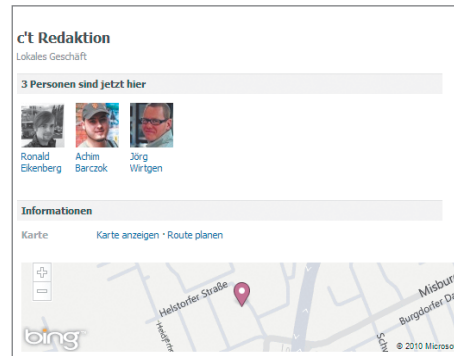 c't Redaktion
Lokales Geschäft
3 Personen sind jetzt hier
Ronald Eikenberg
Achim Barczok
Jörg Wirtgen
Informationen
Karte
Karte anzeigen · Route planen
Helstorfer Straße
Misbur
Burgdorfer Da
bing
© 2010 Microso